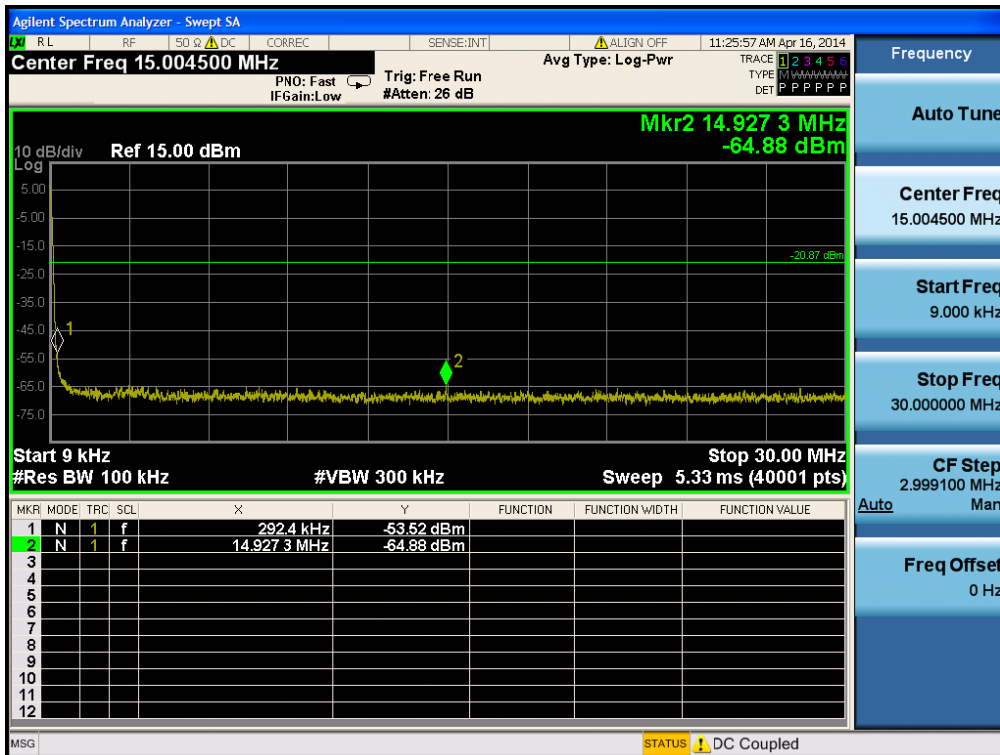 Agilent Spectrum Analyzer - Swept SA
LXI RL RF 50 Ω DC CORREC SENSE:INT ALIGN OFF 11:25:57 AM Apr 16, 2014
Center Freq 15.004500 MHz
PNO: Fast
IFGain:Low
Trig: Free Run
#Atten: 26 dB
Avg Type: Log-Pwr
TRACE 1 2 3 4 5 6
TYPE MWWWWW
DET P P P P P P
Mkr2 14.927 3 MHz
-64.88 dBm
10 dB/div Ref 15.00 dBm
Log
5.00
-5.00
-15.0
-20.87 dBm
-25.0
-35.0
-45.0
1
-55.0
2
-65.0
-75.0
Start 9 kHz Stop 30.00 MHz
#Res BW 100 kHz #VBW 300 kHz Sweep 5.33 ms (40001 pts)
MKR MODE TRC SCL X Y FUNCTION FUNCTION WIDTH FUNCTION VALUE
1 N 1 f 292.4 kHz -53.52 dBm
2 N 1 f 14.927 3 MHz -64.88 dBm
3
4
5
6
7
8
9
10
11
12
MSG STATUS DC Coupled
Frequency
Auto Tune
Center Freq
15.004500 MHz
Start Freq
9.000 kHz
Stop Freq
30.000000 MHz
CF Step
2.999100 MHz
Auto Man
Freq Offset
0 Hz